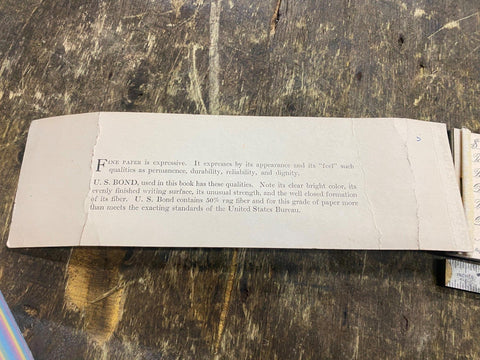 FINE PAPER is expressive. It expresses by its appearance and its "feel" such
qualities as permanence, durability, reliability, and dignity.
U. S. BOND, used in this book has these qualities. Note its clear bright color, its
evenly finished writing surface, its unusual strength, and the well closed formation
of its fiber. U. S. Bond contains 50% rag fiber and for this grade of paper more
than meets the exacting standards of the United States Bureau.